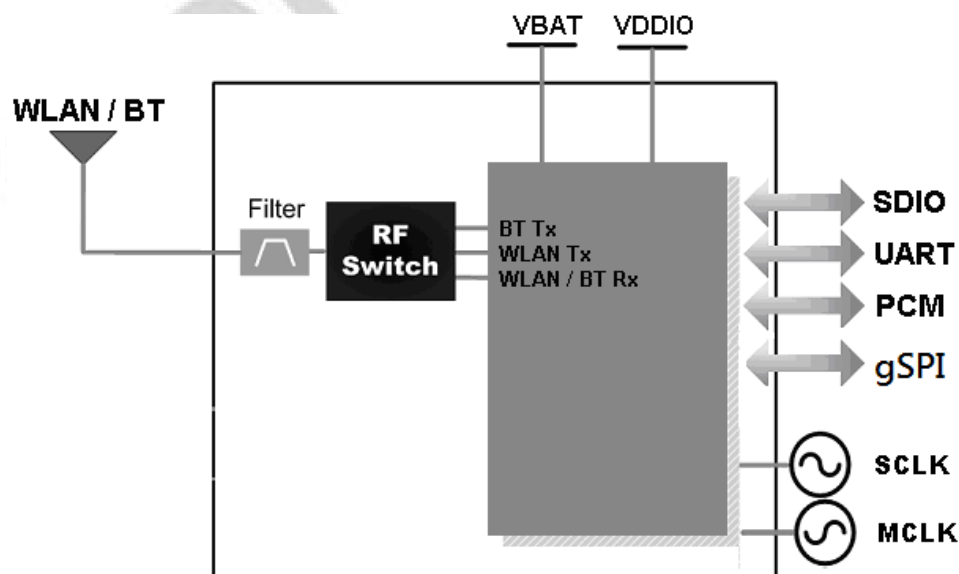 VBAT VDDIO
WLAN / BT
Filter
RF
Switch
BT Tx
WLAN Tx
WLAN / BT Rx
SDIO
UART
PCM
gSPI
SCLK
MCLK